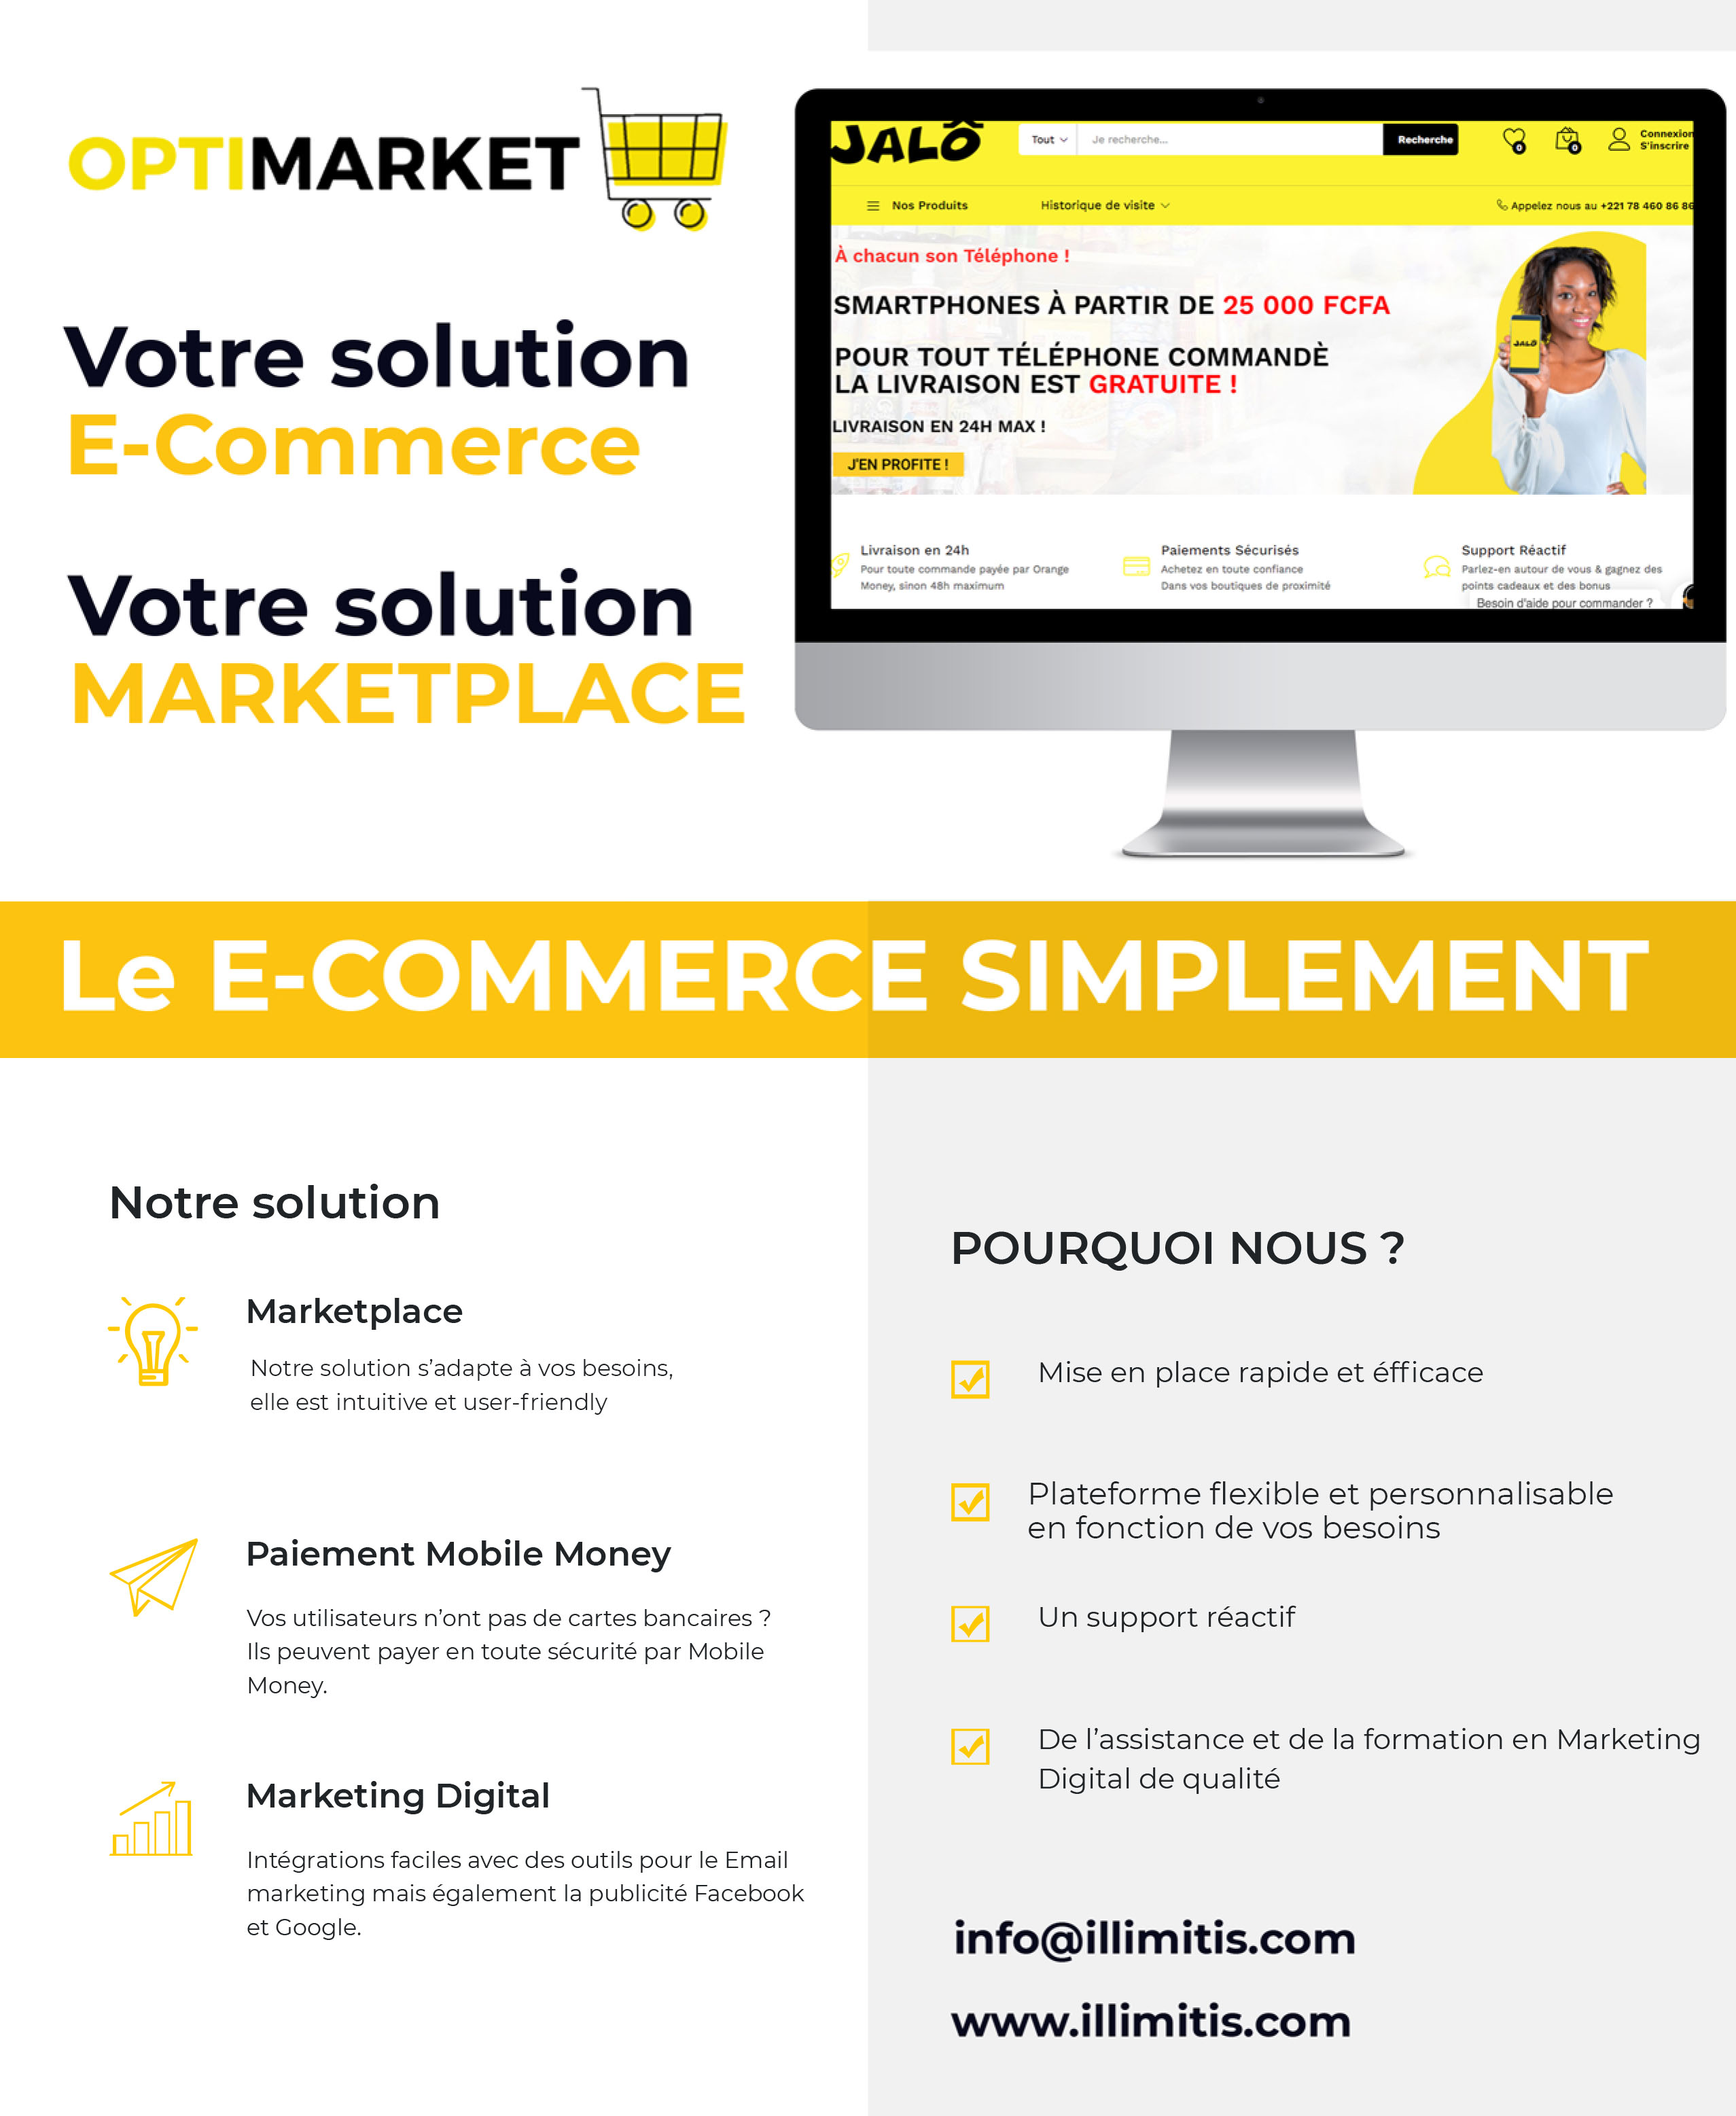 OPTIMARKET
Votre solution
E-Commerce
Votre solution
MARKETPLACE
JALÔ
Tout
Je recherche...
Recherche
0
0
Connexion
S'inscrire
Nos Produits
Historique de visite
Appelez nous au +221 78 460 86 86
À chacun son Téléphone !
SMARTPHONES À PARTIR DE 25 000 FCFA
POUR TOUT TÉLÉPHONE COMMANDÈ
LA LIVRAISON EST GRATUITE !
LIVRAISON EN 24H MAX !
J'EN PROFITE !
JALÔ
Livraison en 24h
Pour toute commande payée par Orange
Money, sinon 48h maximum
Paiements Sécurisés
Achetez en toute confiance
Dans vos boutiques de proximité
Support Réactif
Parlez-en autour de vous & gagnez des
points cadeaux et des bonus
Besoin d'aide pour commander ?
Le E-COMMERCE SIMPLEMENT
Notre solution
Marketplace
Notre solution s’adapte à vos besoins,
elle est intuitive et user-friendly
Paiement Mobile Money
Vos utilisateurs n’ont pas de cartes bancaires ?
Ils peuvent payer en toute sécurité par Mobile
Money.
Marketing Digital
Intégrations faciles avec des outils pour le Email
marketing mais également la publicité Facebook
et Google.
POURQUOI NOUS ?
Mise en place rapide et éfficace
Plateforme flexible et personnalisable
en fonction de vos besoins
Un support réactif
De l’assistance et de la formation en Marketing
Digital de qualité
info@illimitis.com
www.illimitis.com